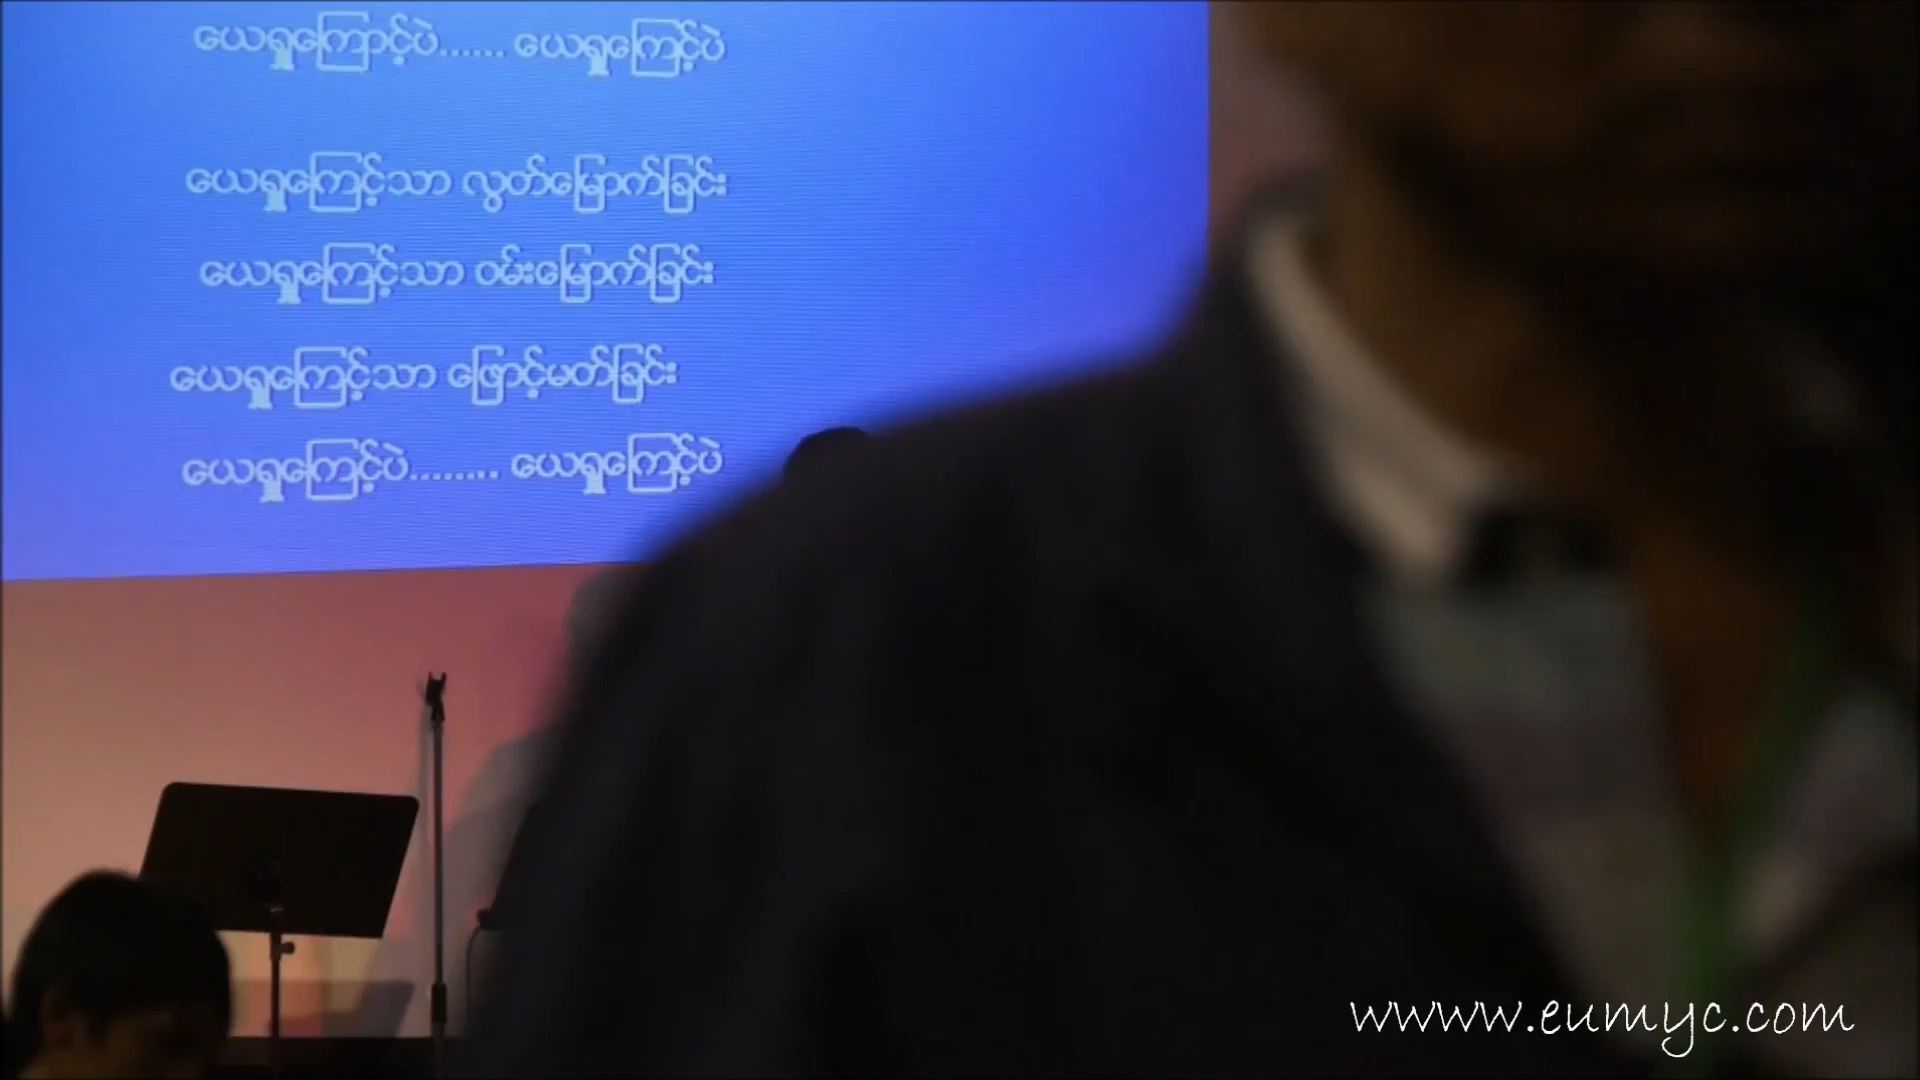 ယေရှုကြောင့်ပဲ...... ယေရှုကြေင့်ပဲ
ယေရှုကြေင့်သာ လွတ်မြောက်ခြင်း
ယေရှုကြေင့်သာ ဝမ်းမြောက်ခြင်း
ယေရှုကြေင့်သာ ဖြောင့်မတ်ခြင်း
ယေရှုကြေင့်ပဲ........ ယေရှုကြေင့်ပဲ
www.eumyc.com